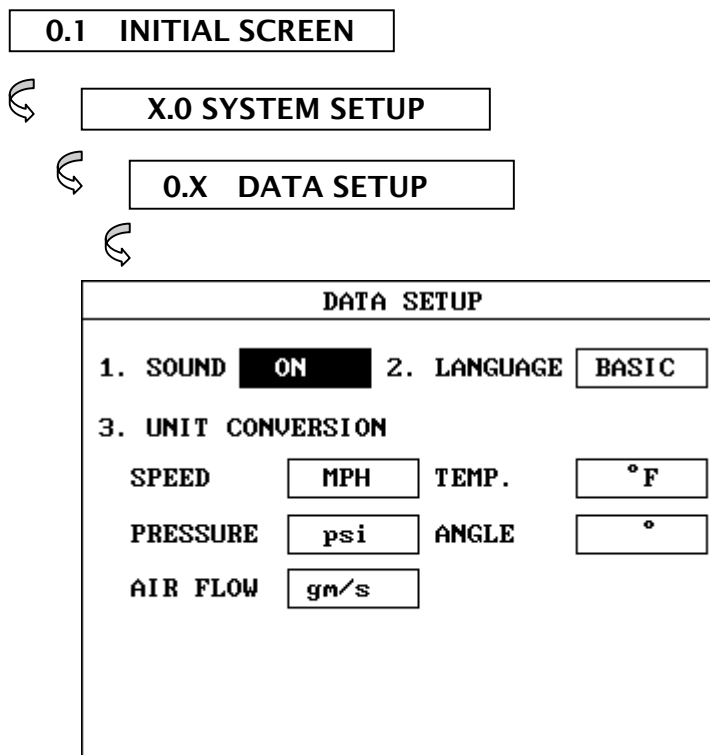 0.1 INITIAL SCREEN
X.0 SYSTEM SETUP
0.X DATA SETUP
DATA SETUP
1. SOUND ON 2. LANGUAGE BASIC
3. UNIT CONVERSION
SPEED MPH TEMP. °F
PRESSURE psi ANGLE °
AIR FLOW gm/s